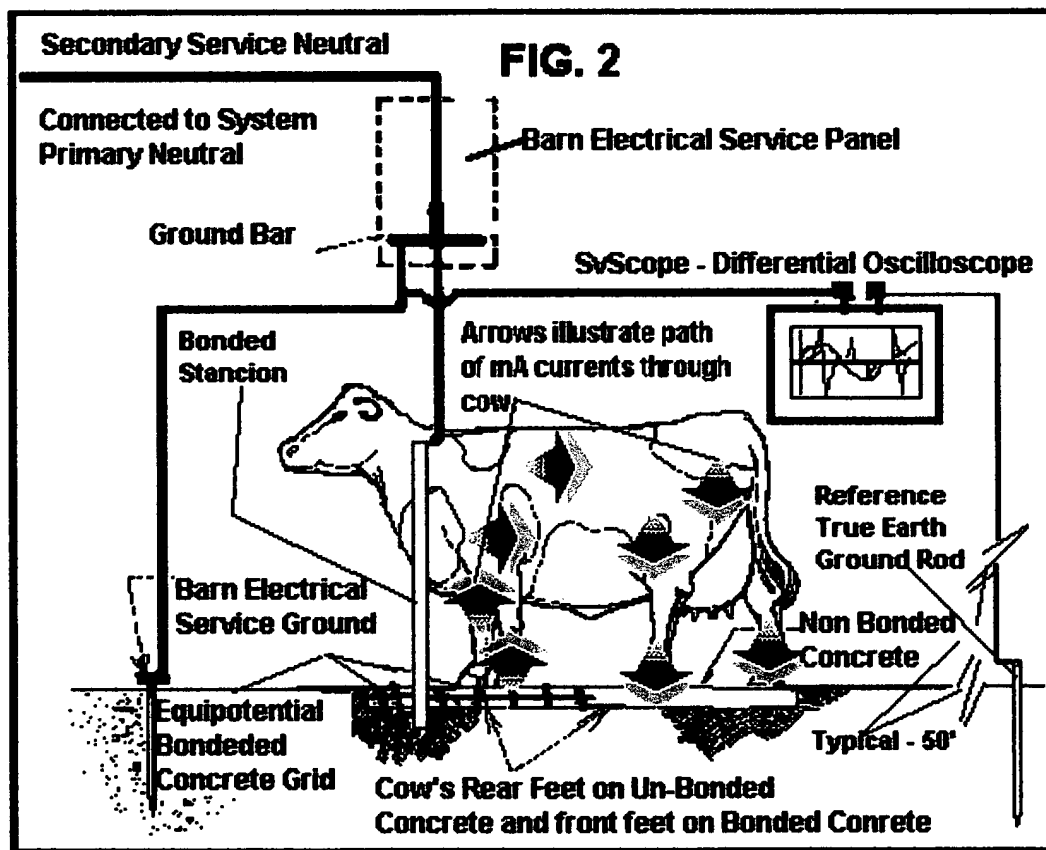 Secondary Service Neutral
FIG. 2
Connected to System
Primary Neutral
Barn Electrical Service Panel
Ground Bar
SvScope - Differential Oscilloscope
Bonded
Stancion
Arrows illustrate path
of mA currents through
cow
Reference
True Earth
Ground Rod
Barn Electrical
Service Ground
Non Bonded
Concrete
Equipotential
Bondeded
Concrete Grid
Typical - 50'
Cow's Rear Feet on Un-Bonded
Concrete and front feet on Bonded Conrete